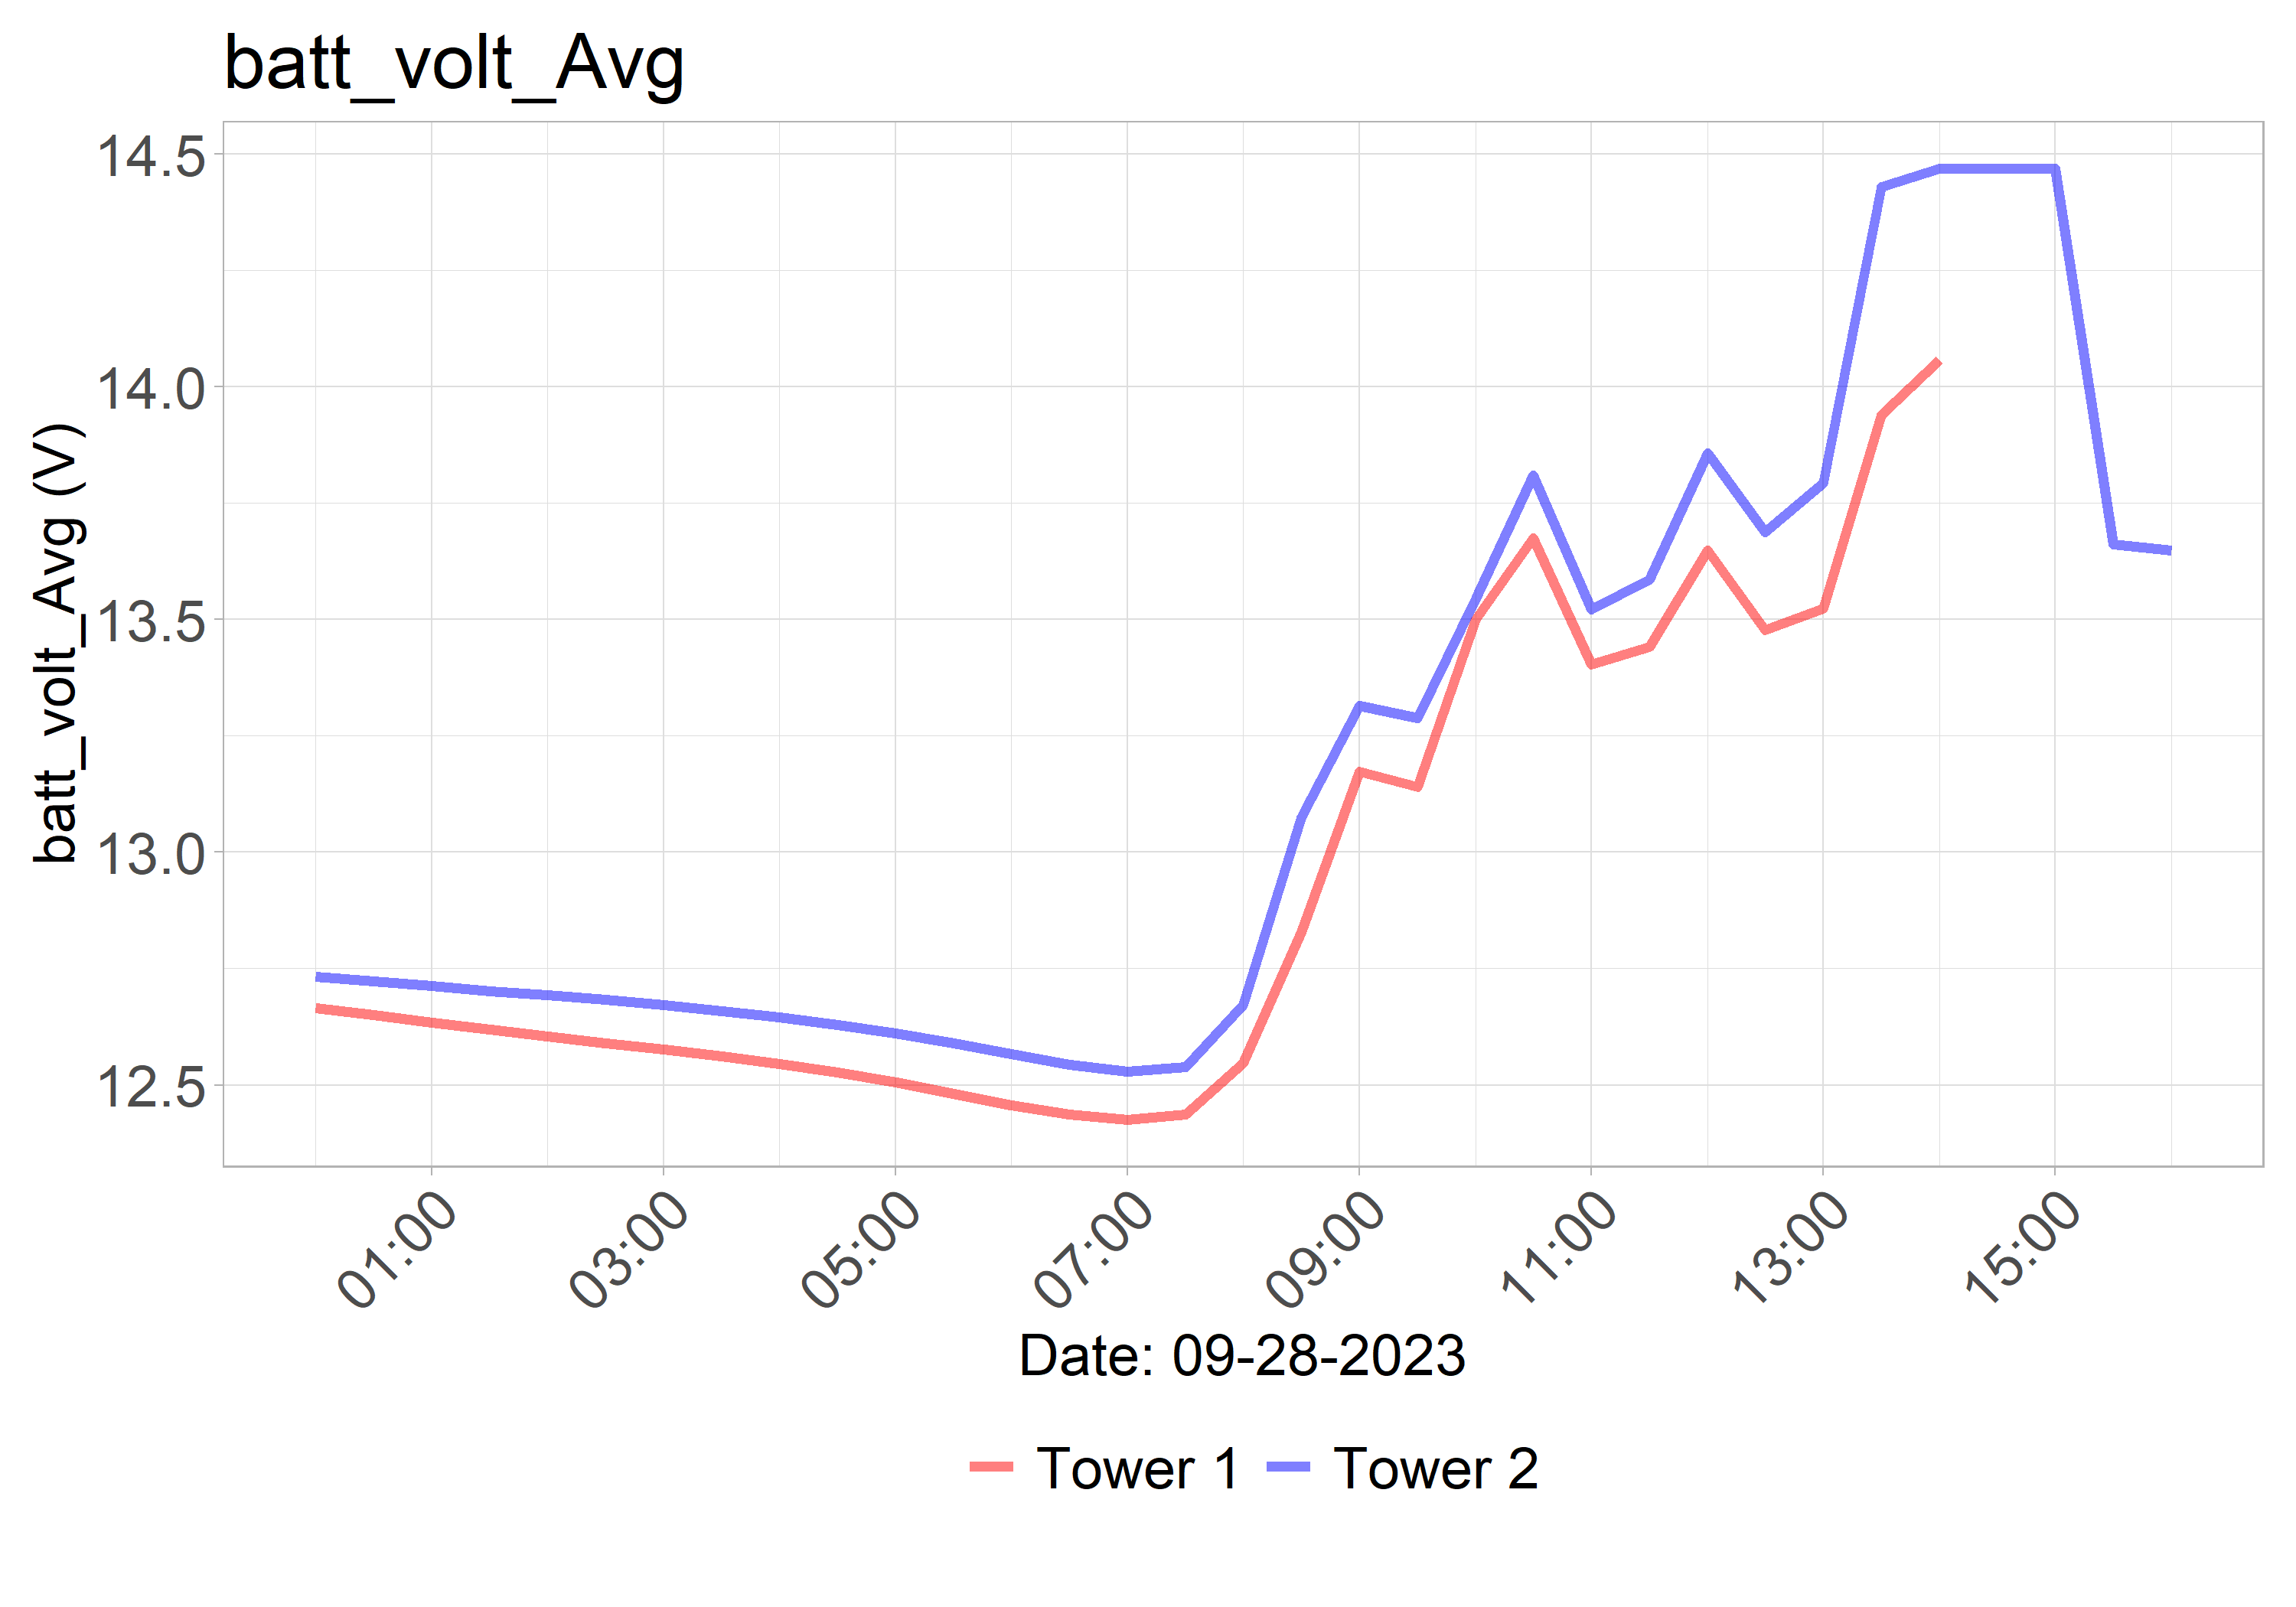 batt_volt_Avg
batt_volt_Avg (V)
14.5
14.0
13.5
13.0
12.5
01:00
03:00
05:00
07:00
09:00
11:00
13:00
15:00
Date: 09-28-2023
Tower 1
Tower 2